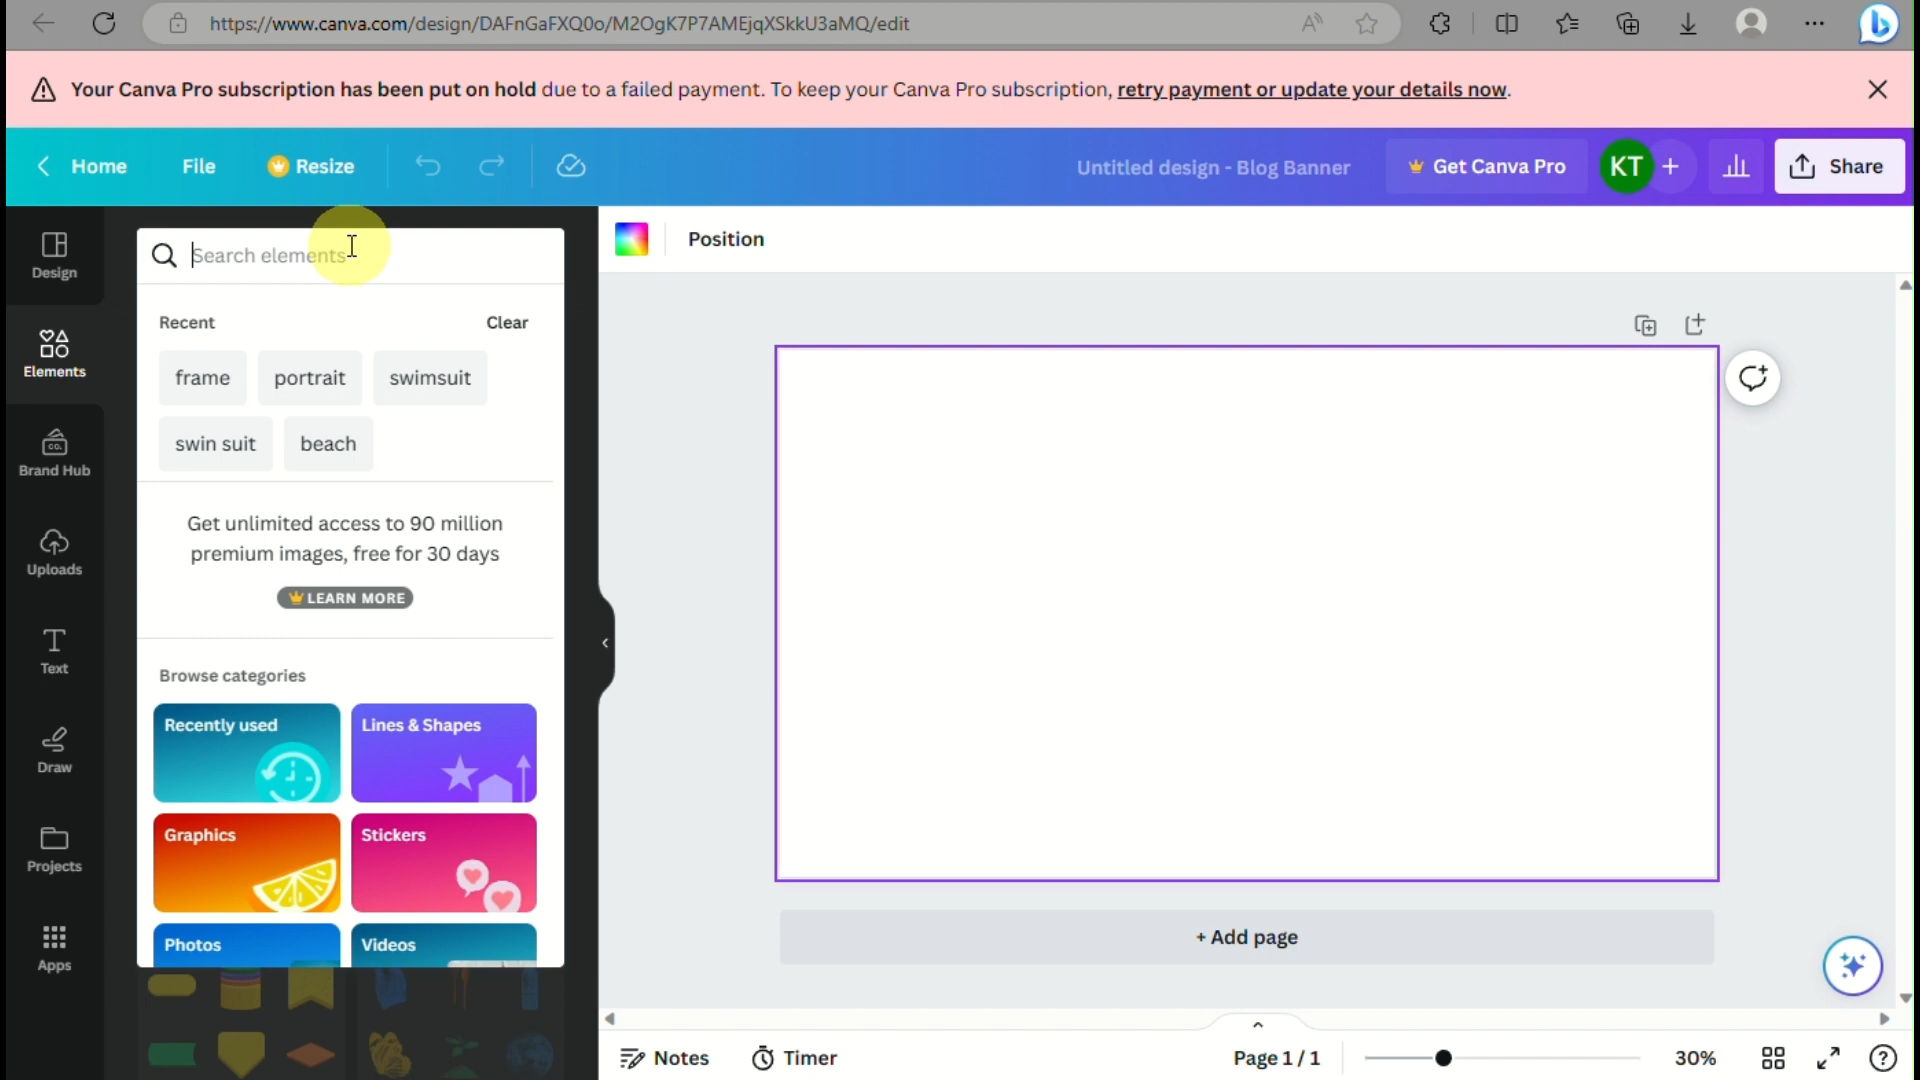 https://www.canva.com/design/DAFnGaFXQ0o/M2OgK7P7AMEjqXSkkU3aMQ/edit
Your Canva Pro subscription has been put on hold due to a failed payment. To keep your Canva Pro subscription, retry payment or update your details now.
Home File Resize Untitled design - Blog Banner Get Canva Pro KT + Share
Design
Elements
Brand Hub
Uploads
Text
Draw
Projects
Apps
Search elements
Recent Clear
frame portrait swimsuit
swin suit beach
Get unlimited access to 90 million
premium images, free for 30 days
LEARN MORE
Browse categories
Recently used Lines & Shapes
Graphics Stickers
Photos Videos
Position
+ Add page
Notes Timer Page 1 / 1 30%